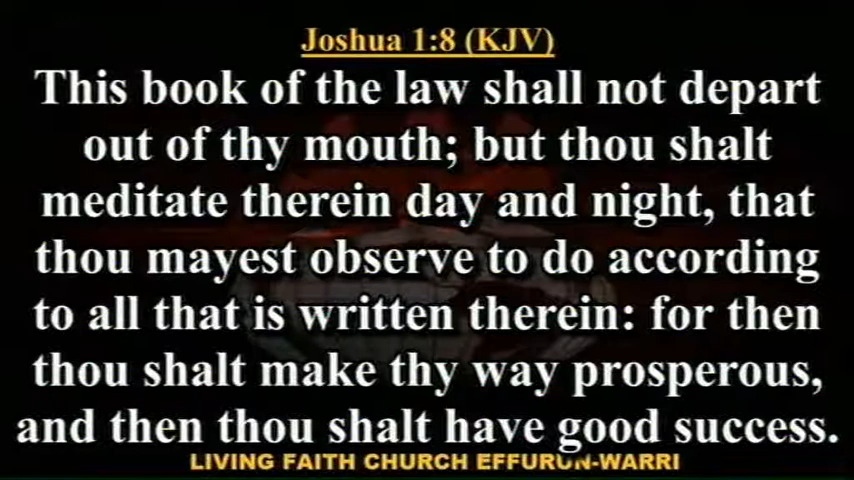 Joshua 1:8 (KJV)
This book of the law shall not depart
out of thy mouth; but thou shalt
meditate therein day and night, that
thou mayest observe to do according
to all that is written therein: for then
thou shalt make thy way prosperous,
and then thou shalt have good success.
LIVING FAITH CHURCH EFFURUN-WARRI